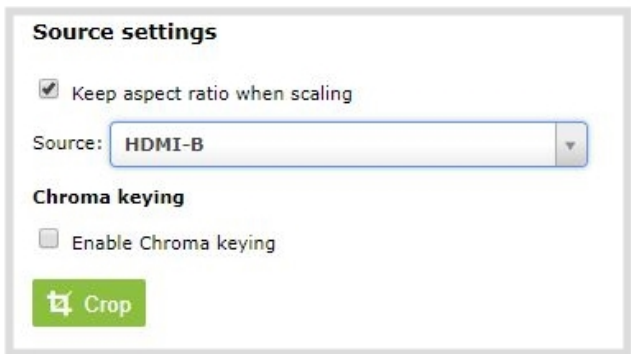 Source settings
Keep aspect ratio when scaling
Source: HDMI-B
Chroma keying
Enable Chroma keying
Crop